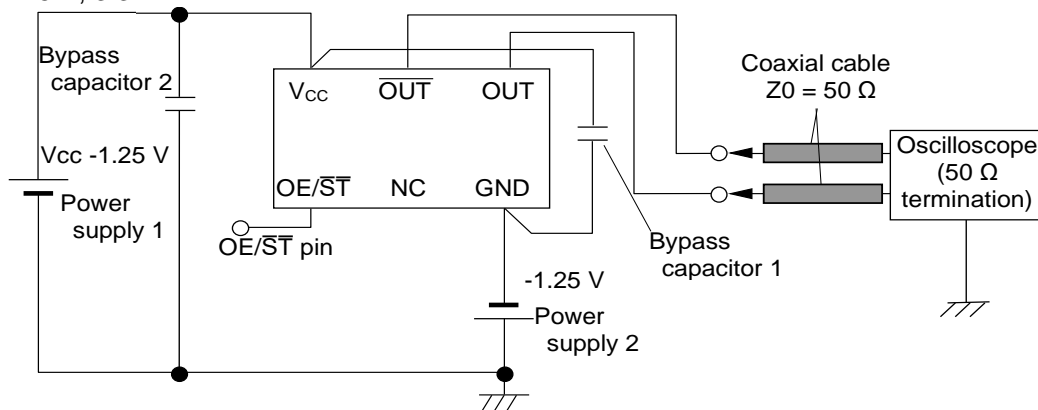 Bypass
capacitor 2
Vcc -1.25 V
Power
supply 1
VCC
OUT
OUT
OE/ST
NC
GND
OE/ST pin
-1.25 V
Power
supply 2
Bypass
capacitor 1
Coaxial cable
Z0 = 50 Ω
Oscilloscope
(50 Ω
termination)